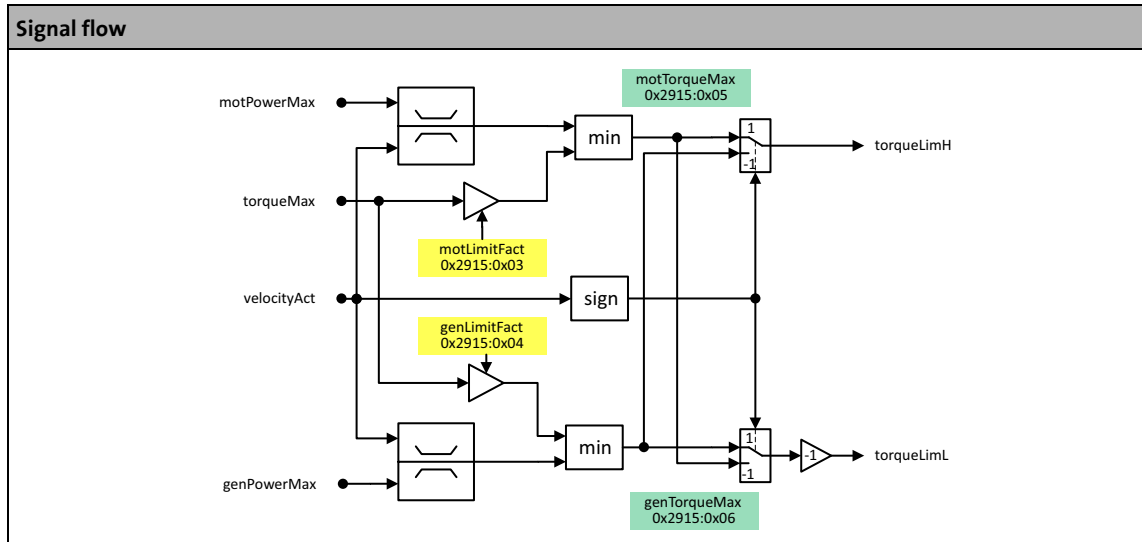 Signal flow
motTorqueMax
0x2915:0x05
motPowerMax
min
1
-1
torqueLimH
torqueMax
motLimitFact
0x2915:0x03
velocityAct
sign
genLimitFact
0x2915:0x04
min
1
-1
-1
torqueLimL
genPowerMax
genTorqueMax
0x2915:0x06